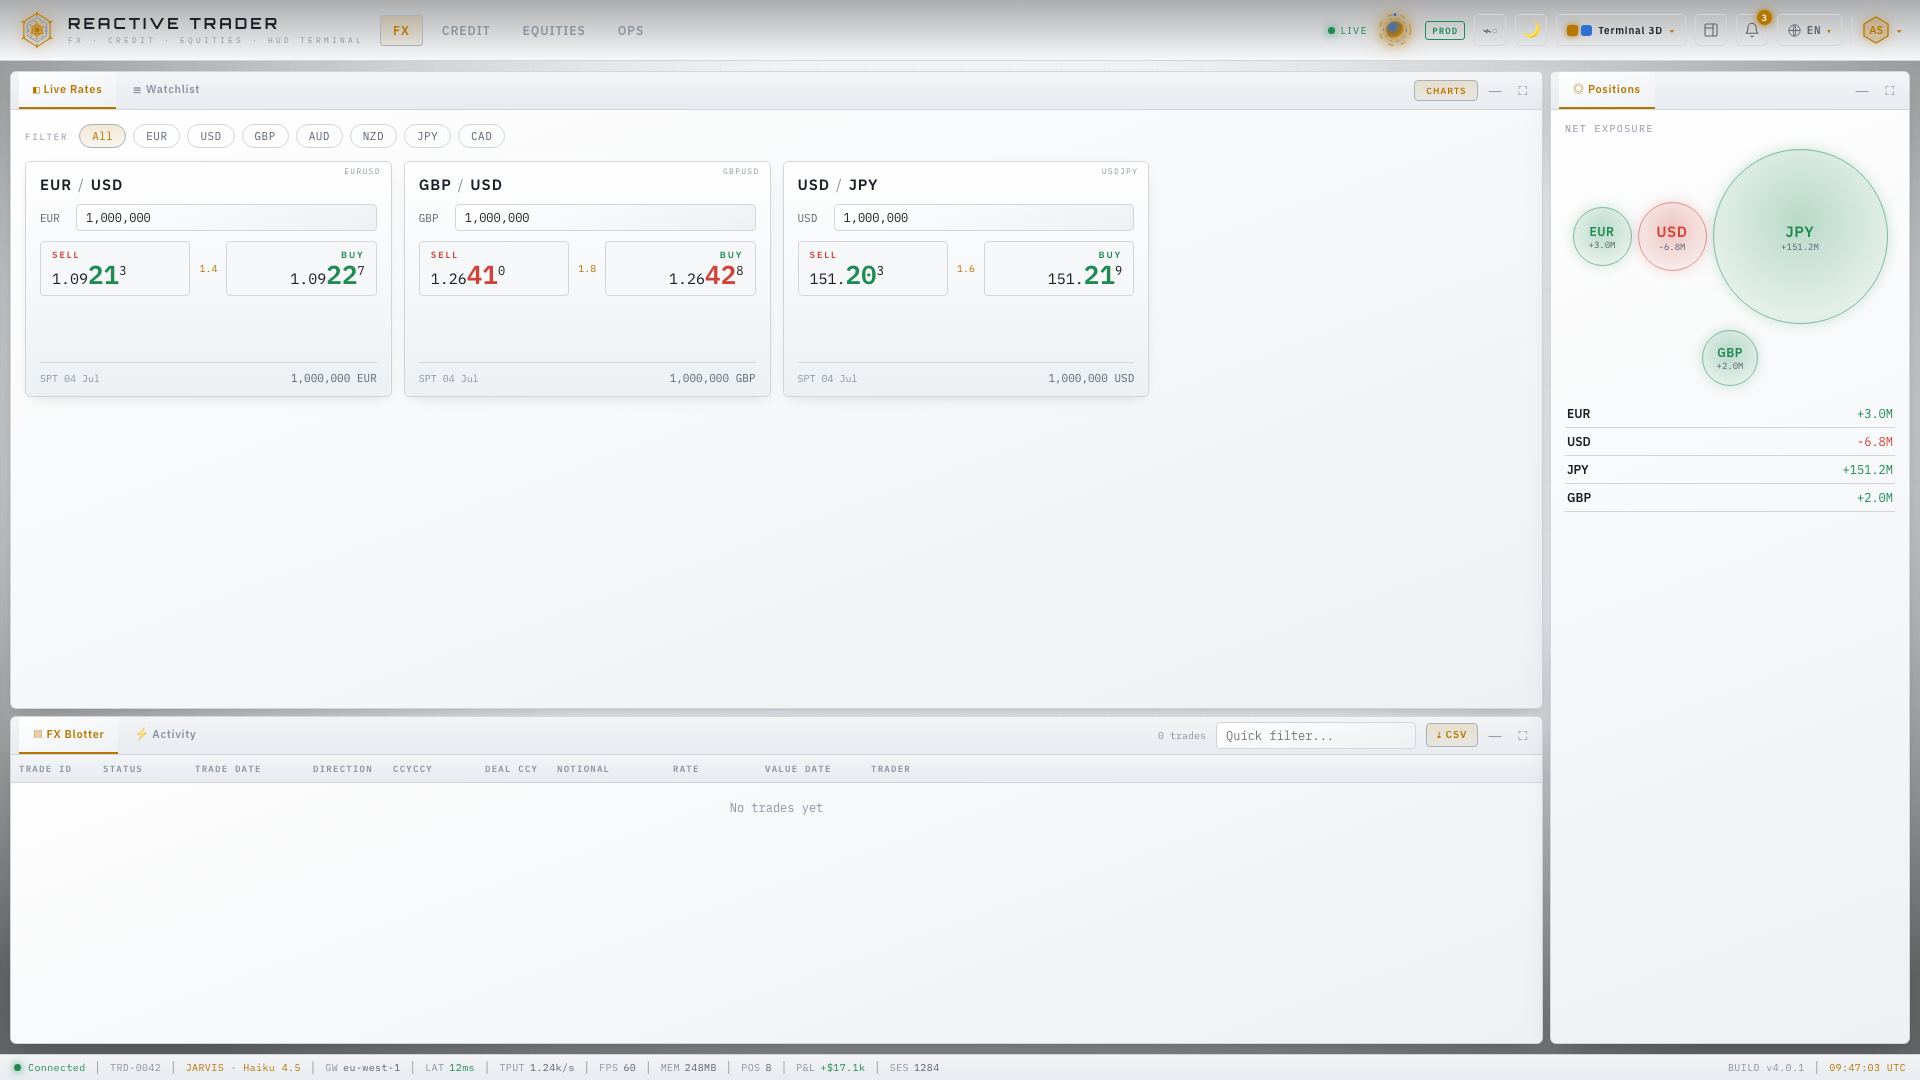 REACTIVE TRADER
FX · CREDIT · EQUITIES · HUD TERMINAL
FX CREDIT EQUITIES OPS
LIVE PROD Terminal 3D 3 EN AS
Live Rates Watchlist CHARTS
FILTER All EUR USD GBP AUD NZD JPY CAD
EURUSD
EUR / USD
EUR 1,000,000
SELL 1.09213
1.4
BUY 1.09227
SPT 04 Jul 1,000,000 EUR
GBPUSD
GBP / USD
GBP 1,000,000
SELL 1.26410
1.8
BUY 1.26428
SPT 04 Jul 1,000,000 GBP
USDJPY
USD / JPY
USD 1,000,000
SELL 151.203
1.6
BUY 151.219
SPT 04 Jul 1,000,000 USD
Positions
NET EXPOSURE
EUR
+3.0M
USD
-6.8M
JPY
+151.2M
GBP
+2.0M
EUR +3.0M
USD -6.8M
JPY +151.2M
GBP +2.0M
FX Blotter Activity 0 trades Quick filter... ↓ CSV
TRADE ID STATUS TRADE DATE DIRECTION CCYCCY DEAL CCY NOTIONAL RATE VALUE DATE TRADER
No trades yet
Connected TRD-0042 JARVIS · Haiku 4.5 GW eu-west-1 LAT 12ms TPUT 1.24k/s FPS 60 MEM 248MB POS 8 P&L +$17.1k SES 1284 BUILD v4.0.1 09:47:03 UTC